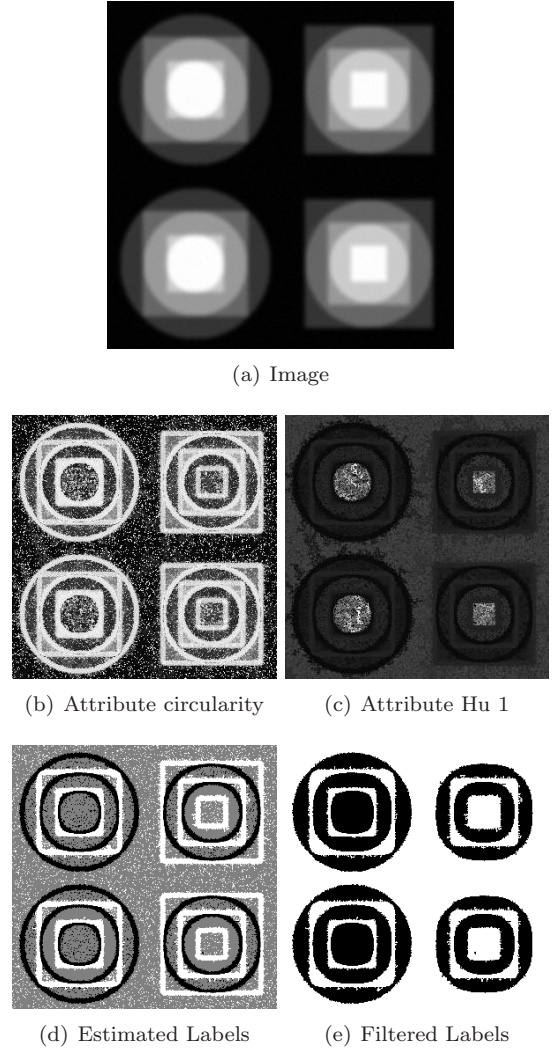 (a) Image
(b) Attribute circularity
(c) Attribute Hu 1
(d) Estimated Labels
(e) Filtered Labels